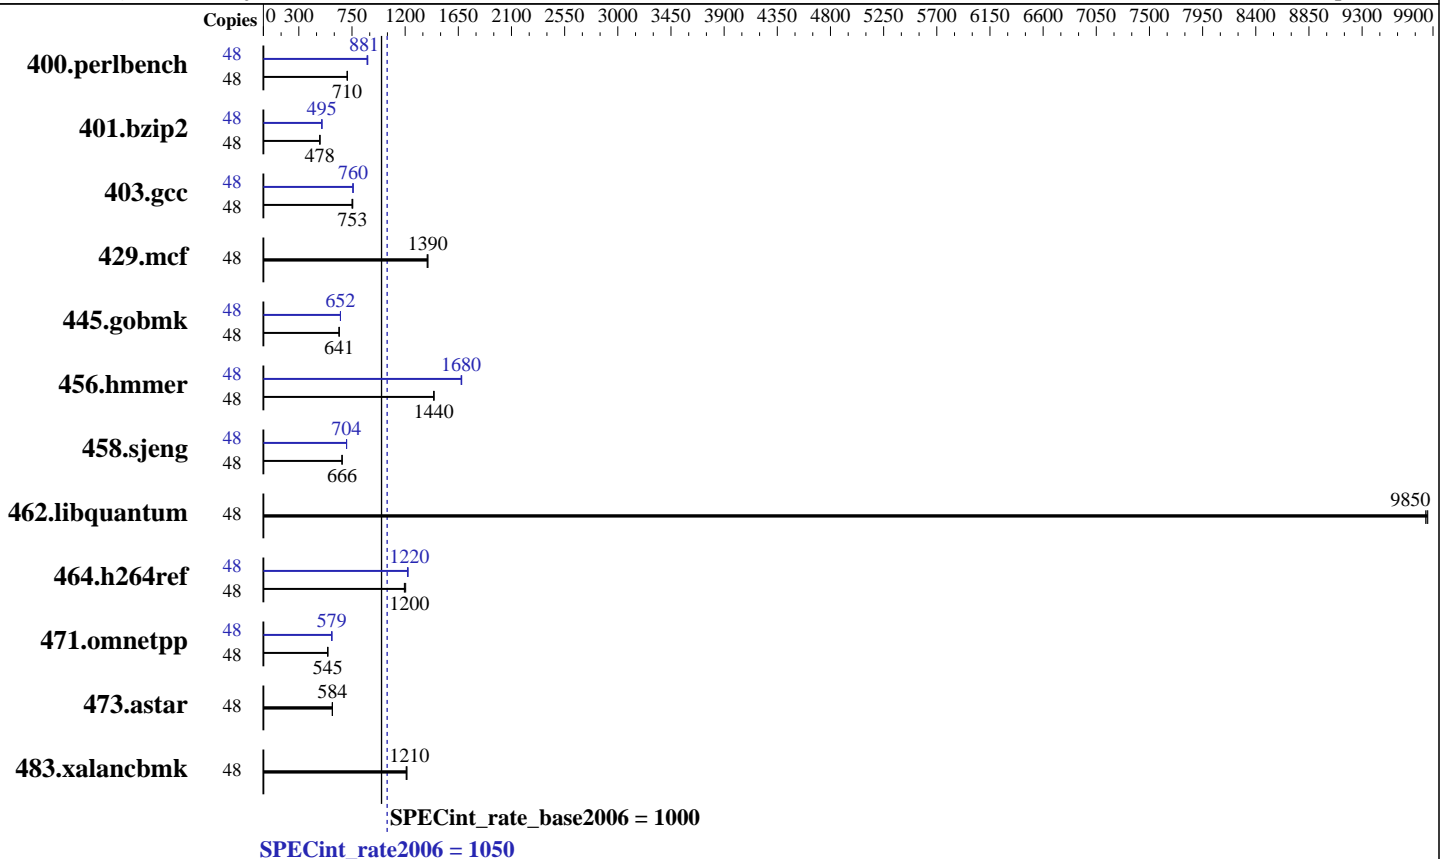 Copies 0 300 750 1200 1650 2100 2550 3000 3450 3900 4350 4800 5250 5700 6150 6600 7050 7500 7950 8400 8850 9300 9900
400.perlbench 48 881
48 710
401.bzip2 48 495
48 478
403.gcc 48 760
48 753
429.mcf 48 1390
445.gobmk 48 652
48 641
456.hmmer 48 1680
48 1440
458.sjeng 48 704
48 666
462.libquantum 48 9850
464.h264ref 48 1220
48 1200
471.omnetpp 48 579
48 545
473.astar 48 584
483.xalancbmk 48 1210
SPECint_rate_base2006 = 1000
SPECint_rate2006 = 1050